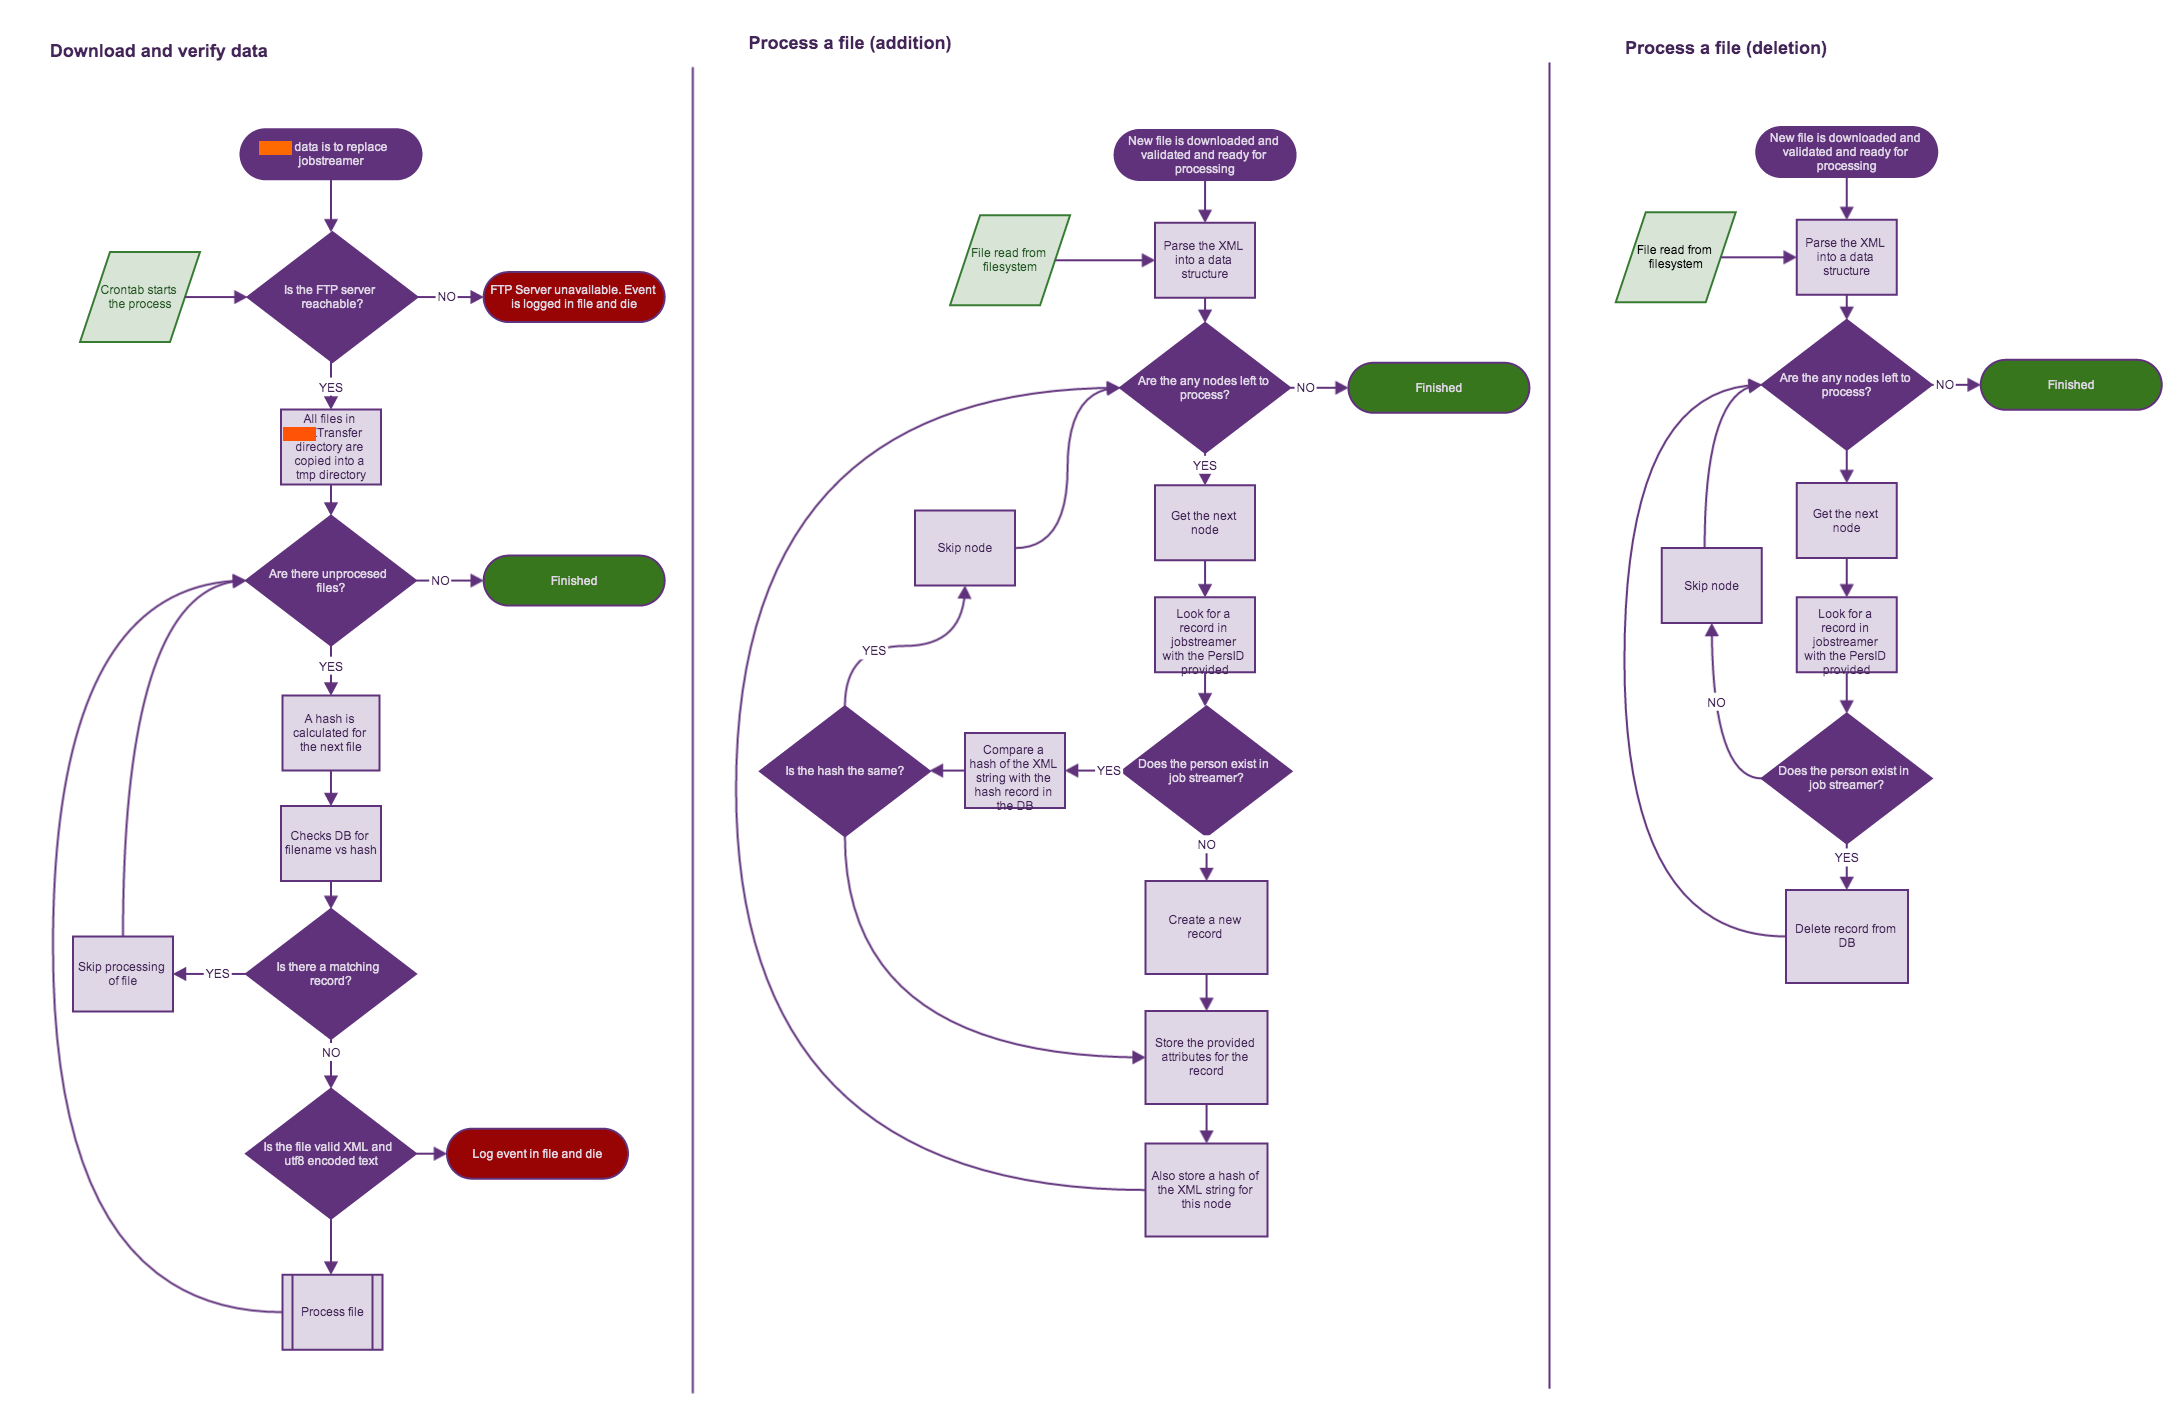 Download and verify data
data is to replace
jobstreamer
Crontab starts
the process
Is the FTP server
reachable?
NO
FTP Server unavailable. Event
is logged in file and die
YES
All files in
.Transfer
directory are
copied into a
tmp directory
Are there unprocesed
files?
NO
Finished
YES
A hash is
calculated for
the next file
Checks DB for
filename vs hash
Is there a matching
record?
YES
Skip processing
of file
NO
Is the file valid XML and
utf8 encoded text
Log event in file and die
Process file
Process a file (addition)
New file is downloaded and
validated and ready for
processing
File read from
filesystem
Parse the XML
into a data
structure
Are the any nodes left to
process?
NO
Finished
YES
Get the next
node
Skip node
Look for a
record in
jobstreamer
with the PersID
provided
YES
Does the person exist in
job streamer?
YES
Compare a
hash of the XML
string with the
hash record in
the DB
Is the hash the same?
NO
Create a new
record
Store the provided
attributes for the
record
Also store a hash of
the XML string for
this node
Process a file (deletion)
New file is downloaded and
validated and ready for
processing
File read from
filesystem
Parse the XML
into a data
structure
Are the any nodes left to
process?
NO
Finished
Get the next
node
Skip node
Look for a
record in
jobstreamer
with the PersID
provided
NO
Does the person exist in
job streamer?
YES
Delete record from
DB